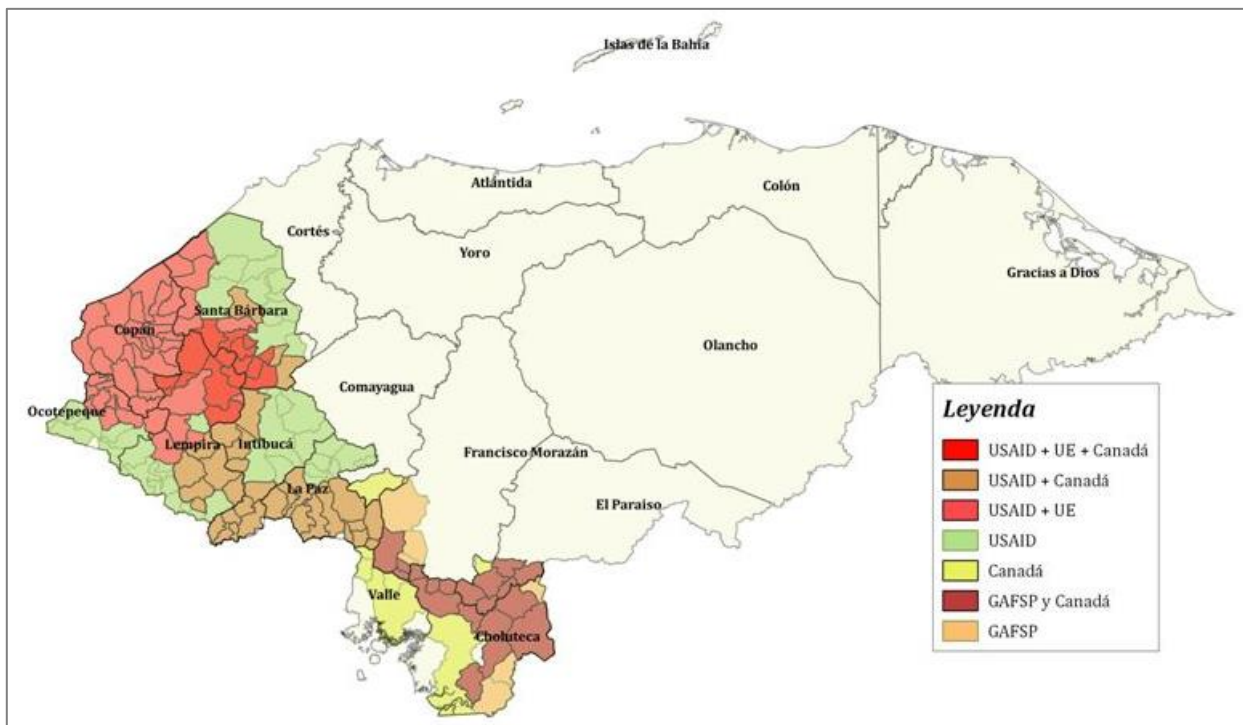 Islas de la Bahía
Atlántida
Colón
Cortés
Yoro
Gracias a Dios
Santa Bárbara
Copán
Olancho
Comayagua
Ocotepeque
Lempira
Intibucá
Francisco Morazán
La Paz
El Paraiso
Valle
Choluteca
Leyenda
USAID + UE + Canadá
USAID + Canadá
USAID + UE
USAID
Canadá
GAFSP y Canadá
GAFSP